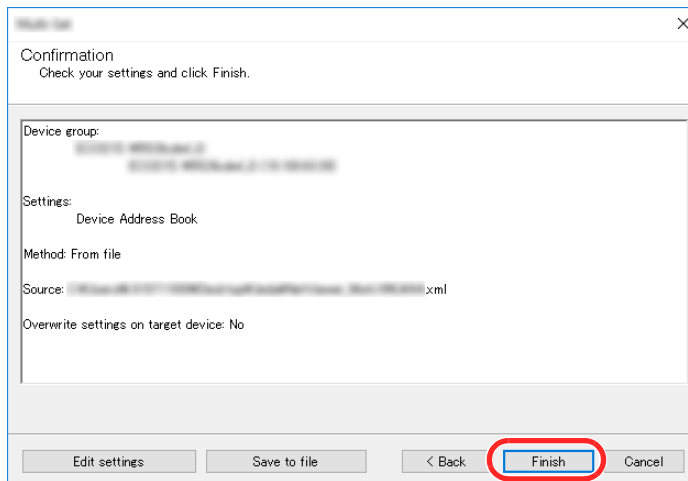 Confirmation
Check your settings and click Finish.
Device group:
Settings:
Device Address Book
Method: From file
Source: .xml
Overwrite settings on target device: No
Edit settings
Save to file
< Back
Finish
Cancel